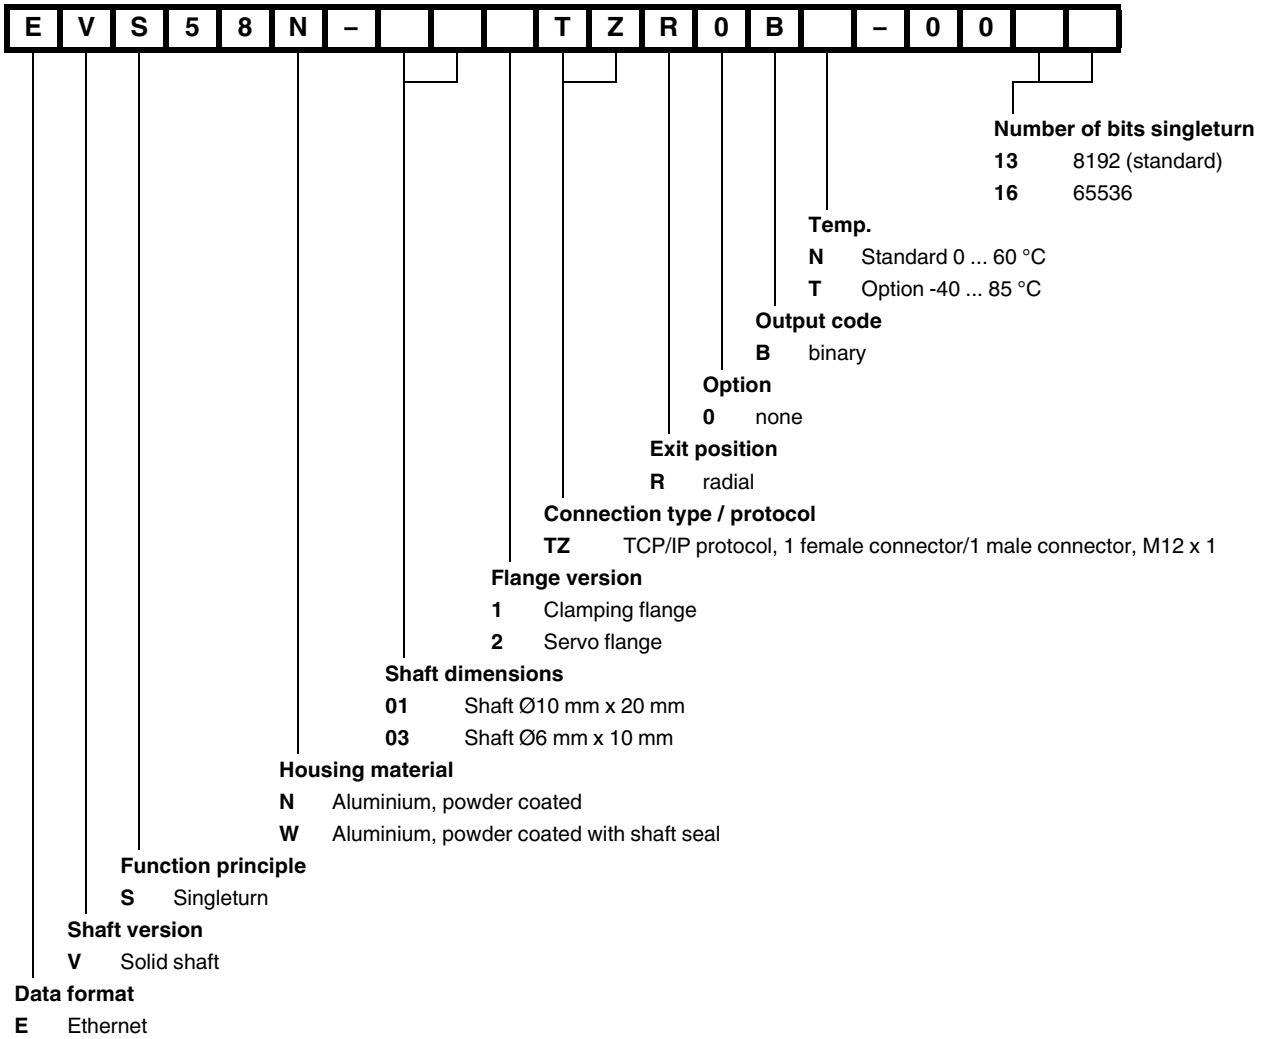 E V S 5 8 N – T Z R 0 B – 0 0
Number of bits singleturn
13 8192 (standard)
16 65536
Temp.
N Standard 0 ... 60 °C
T Option -40 ... 85 °C
Output code
B binary
Option
0 none
Exit position
R radial
Connection type / protocol
TZ TCP/IP protocol, 1 female connector/1 male connector, M12 x 1
Flange version
1 Clamping flange
2 Servo flange
Shaft dimensions
01 Shaft Ø10 mm x 20 mm
03 Shaft Ø6 mm x 10 mm
Housing material
N Aluminium, powder coated
W Aluminium, powder coated with shaft seal
Function principle
S Singleturn
Shaft version
V Solid shaft
Data format
E Ethernet